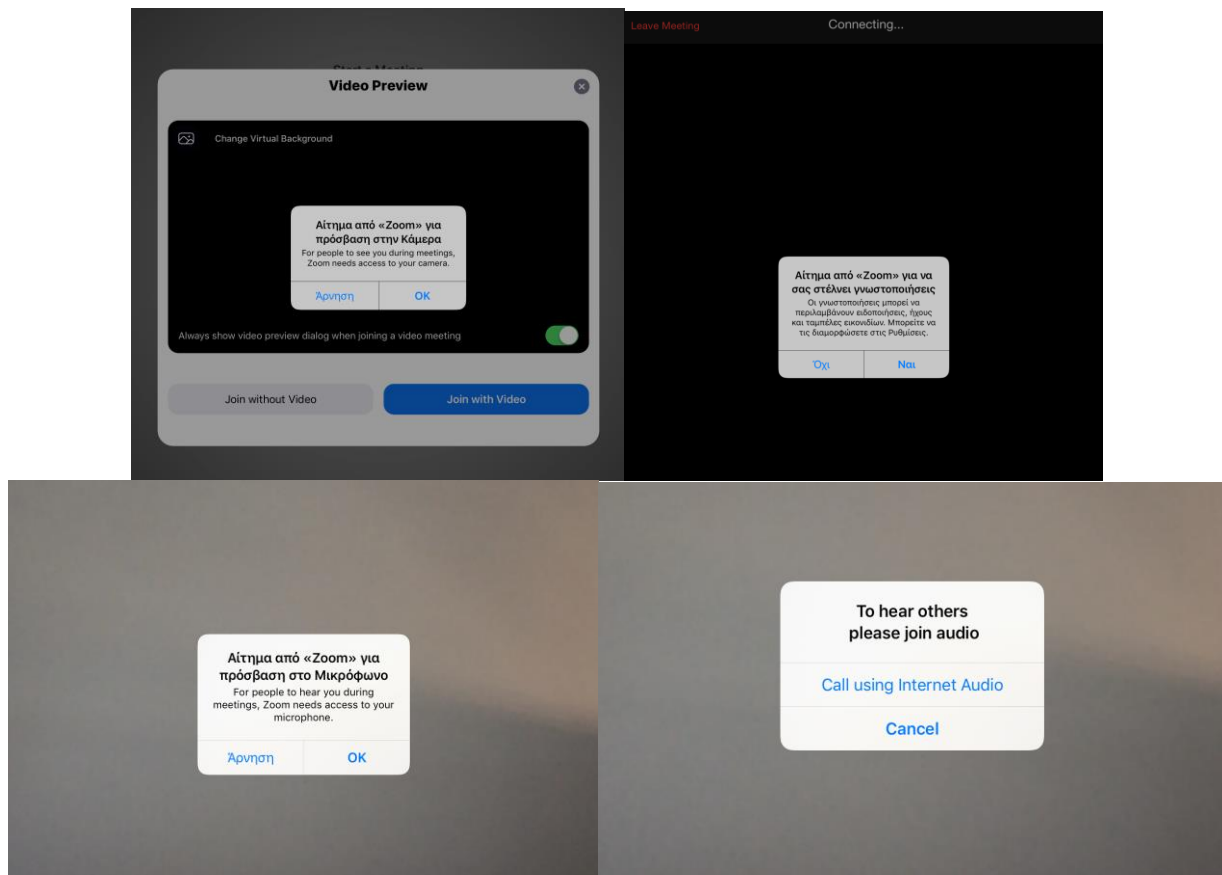 Start a Meeting
Video Preview
Change Virtual Background
Αίτημα από «Zoom» για
πρόσβαση στην Κάμερα
For people to see you during meetings,
Zoom needs access to your camera.
Άρνηση
OK
Always show video preview dialog when joining a video meeting
Join without Video
Join with Video
Leave Meeting
Connecting...
Αίτημα από «Zoom» για να
σας στέλνει γνωστοποιήσεις
Οι γνωστοποιήσεις μπορεί να
περιλαμβάνουν ειδοποιήσεις, ήχους
και ταμπέλες εικονιδίων. Μπορείτε να
τις διαμορφώσετε στις Ρυθμίσεις.
Όχι
Ναι
Αίτημα από «Zoom» για
πρόσβαση στο Μικρόφωνο
For people to hear you during
meetings, Zoom needs access to your
microphone.
Άρνηση
OK
To hear others
please join audio
Call using Internet Audio
Cancel